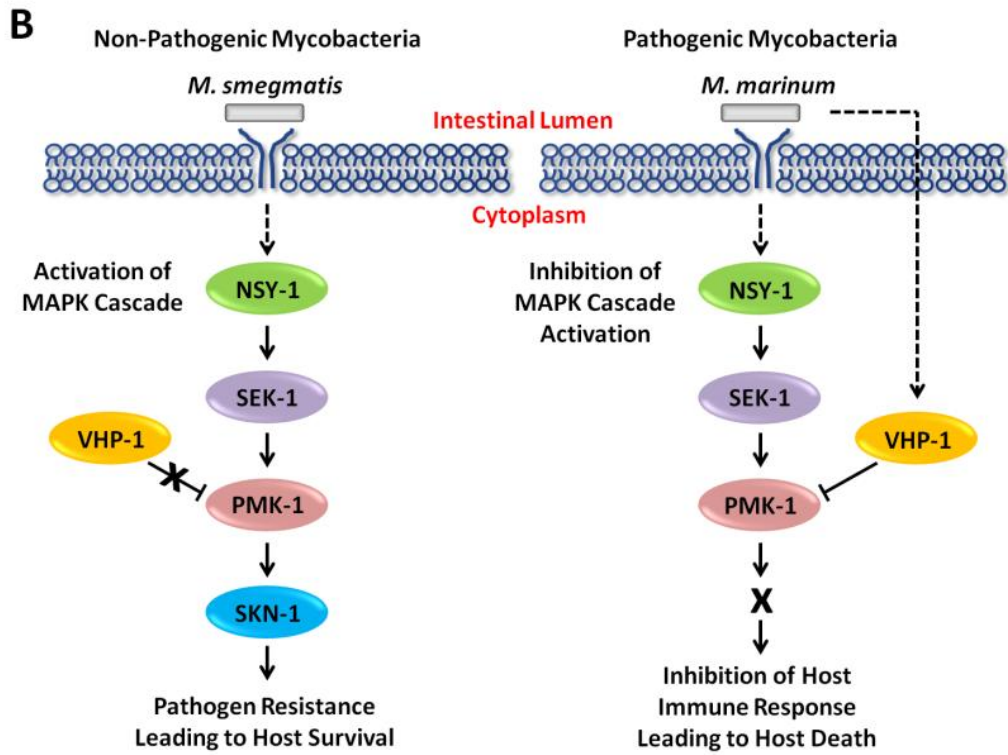 B
Non-Pathogenic Mycobacteria
M. smegmatis
Pathogenic Mycobacteria
M. marinum
Intestinal Lumen
Cytoplasm
Activation of
MAPK Cascade
NSY-1
SEK-1
VHP-1
X
PMK-1
SKN-1
Pathogen Resistance
Leading to Host Survival
Inhibition of
MAPK Cascade
Activation
NSY-1
SEK-1
VHP-1
PMK-1
X
Inhibition of Host
Immune Response
Leading to Host Death